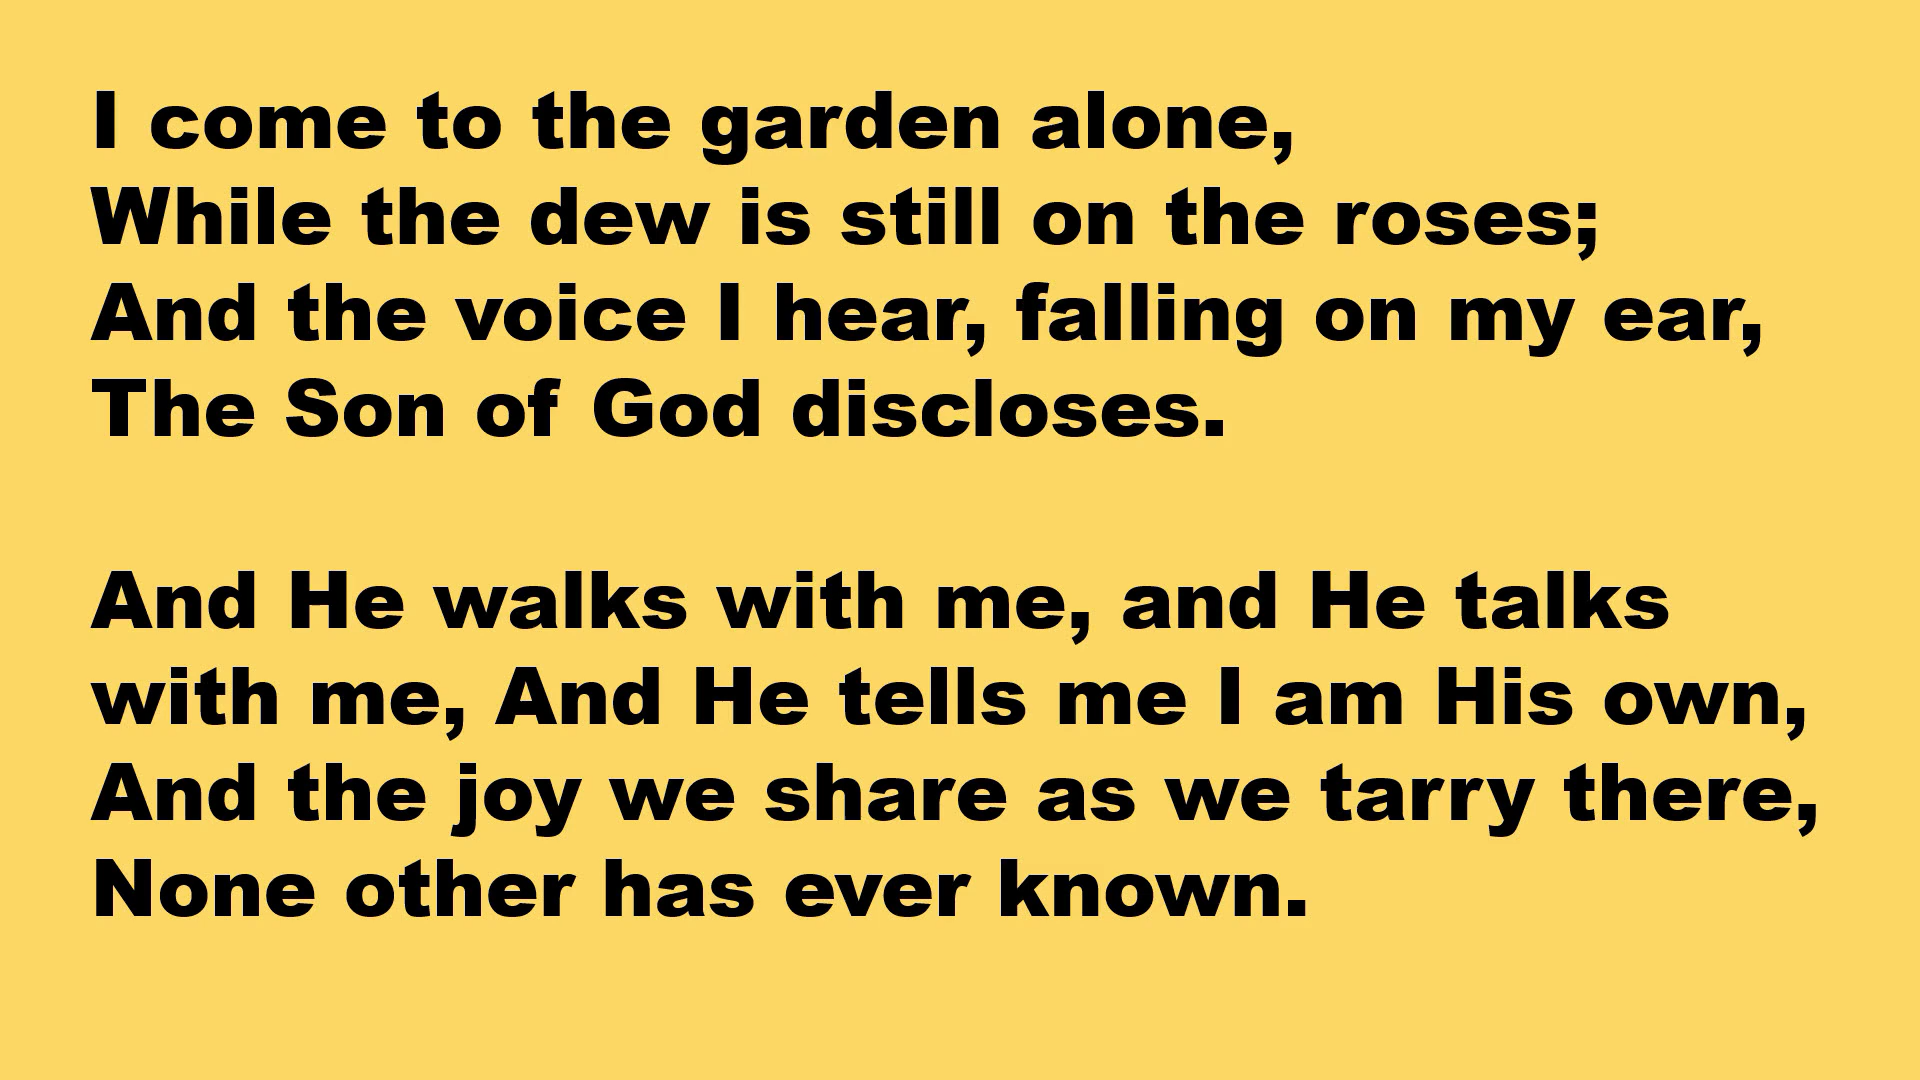 I come to the garden alone,
While the dew is still on the roses;
And the voice I hear, falling on my ear,
The Son of God discloses.

And He walks with me, and He talks
with me, And He tells me I am His own,
And the joy we share as we tarry there,
None other has ever known.